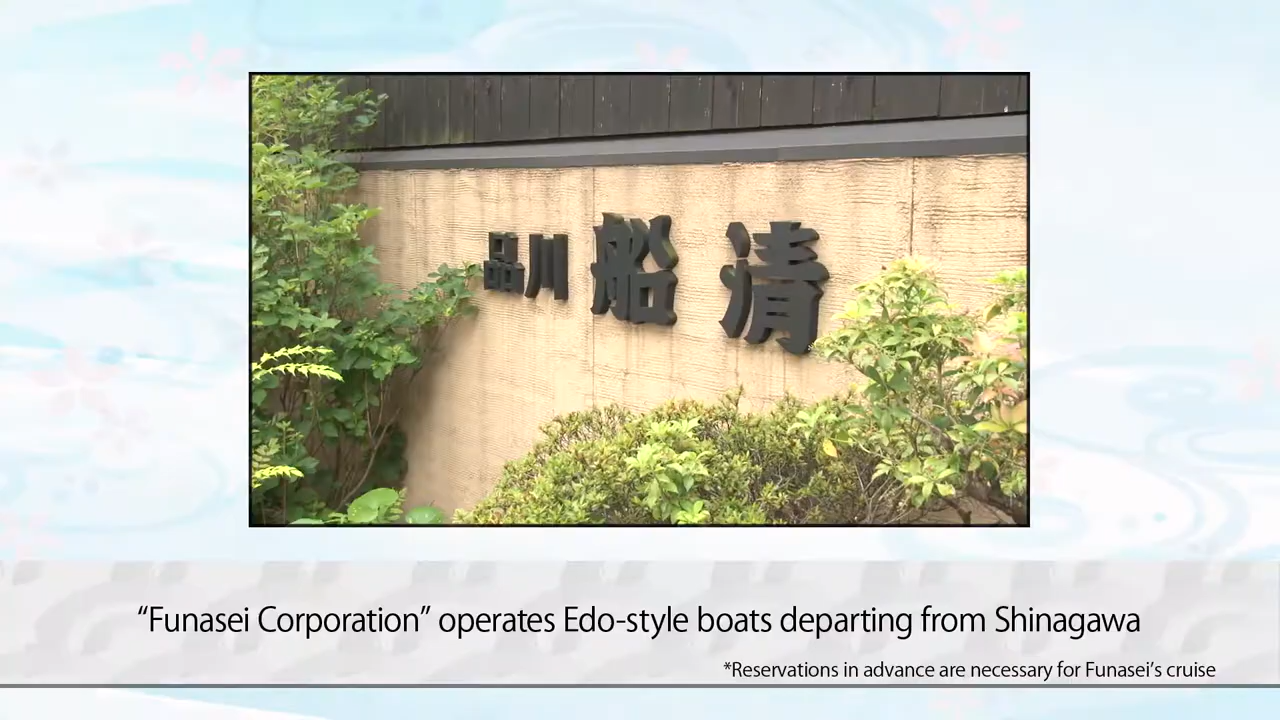 品川 船清
“Funasei Corporation” operates Edo-style boats departing from Shinagawa
*Reservations in advance are necessary for Funasei’s cruise